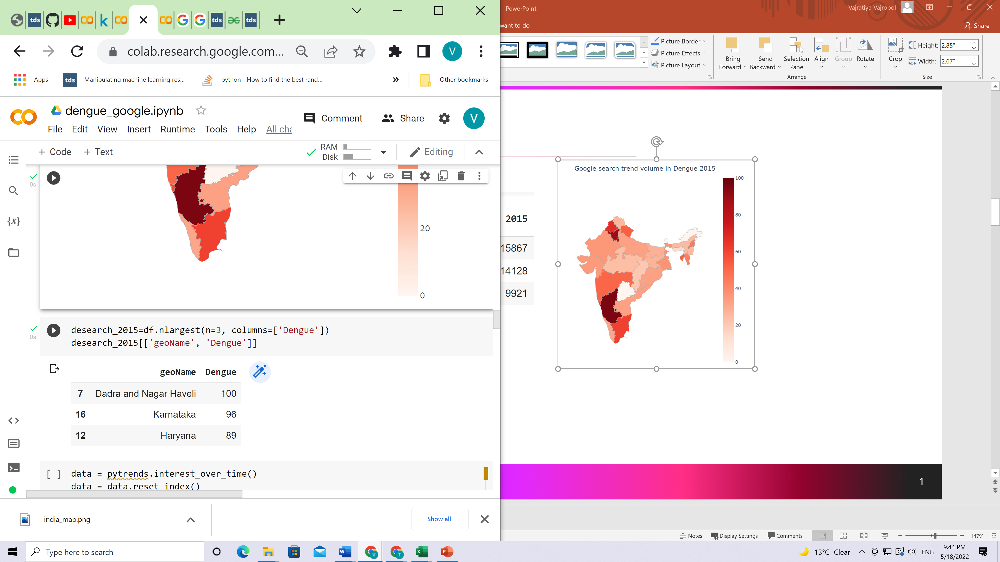 tds
tds
tds
colab.research.google.com...
V
Apps
tds
Manipulating machine learning res...
python - How to find the best rand...
»
Other bookmarks
dengue_google.ipynb
Comment
Share
V
File Edit View Insert Runtime Tools Help All cha
+ Code + Text
RAM
Disk
Editing
0s
20
0
0s
desearch_2015=df.nlargest(n=3, columns=['Dengue'])
desearch_2015[['geoName', 'Dengue']]
geoName Dengue
7 Dadra and Nagar Haveli 100
16 Karnataka 96
12 Haryana 89
[ ] data = pytrends.interest_over_time()
data = data.reset_index()
india_map.png
Show all
- PowerPoint
Vajratiya Vajrobol
want to do
Share
Picture Border
Picture Effects
Picture Layout
Bring Forward
Send Backward
Selection Pane
Align
Group
Rotate
Arrange
Crop
Height: 2.85"
Width: 2.67"
Size
2015
15867
14128
9921
Google search trend volume in Dengue 2015
100
80
60
40
20
0
1
Notes
Display Settings
Comments
147%
Type here to search
13°C Clear
ENG
9:44 PM
5/18/2022